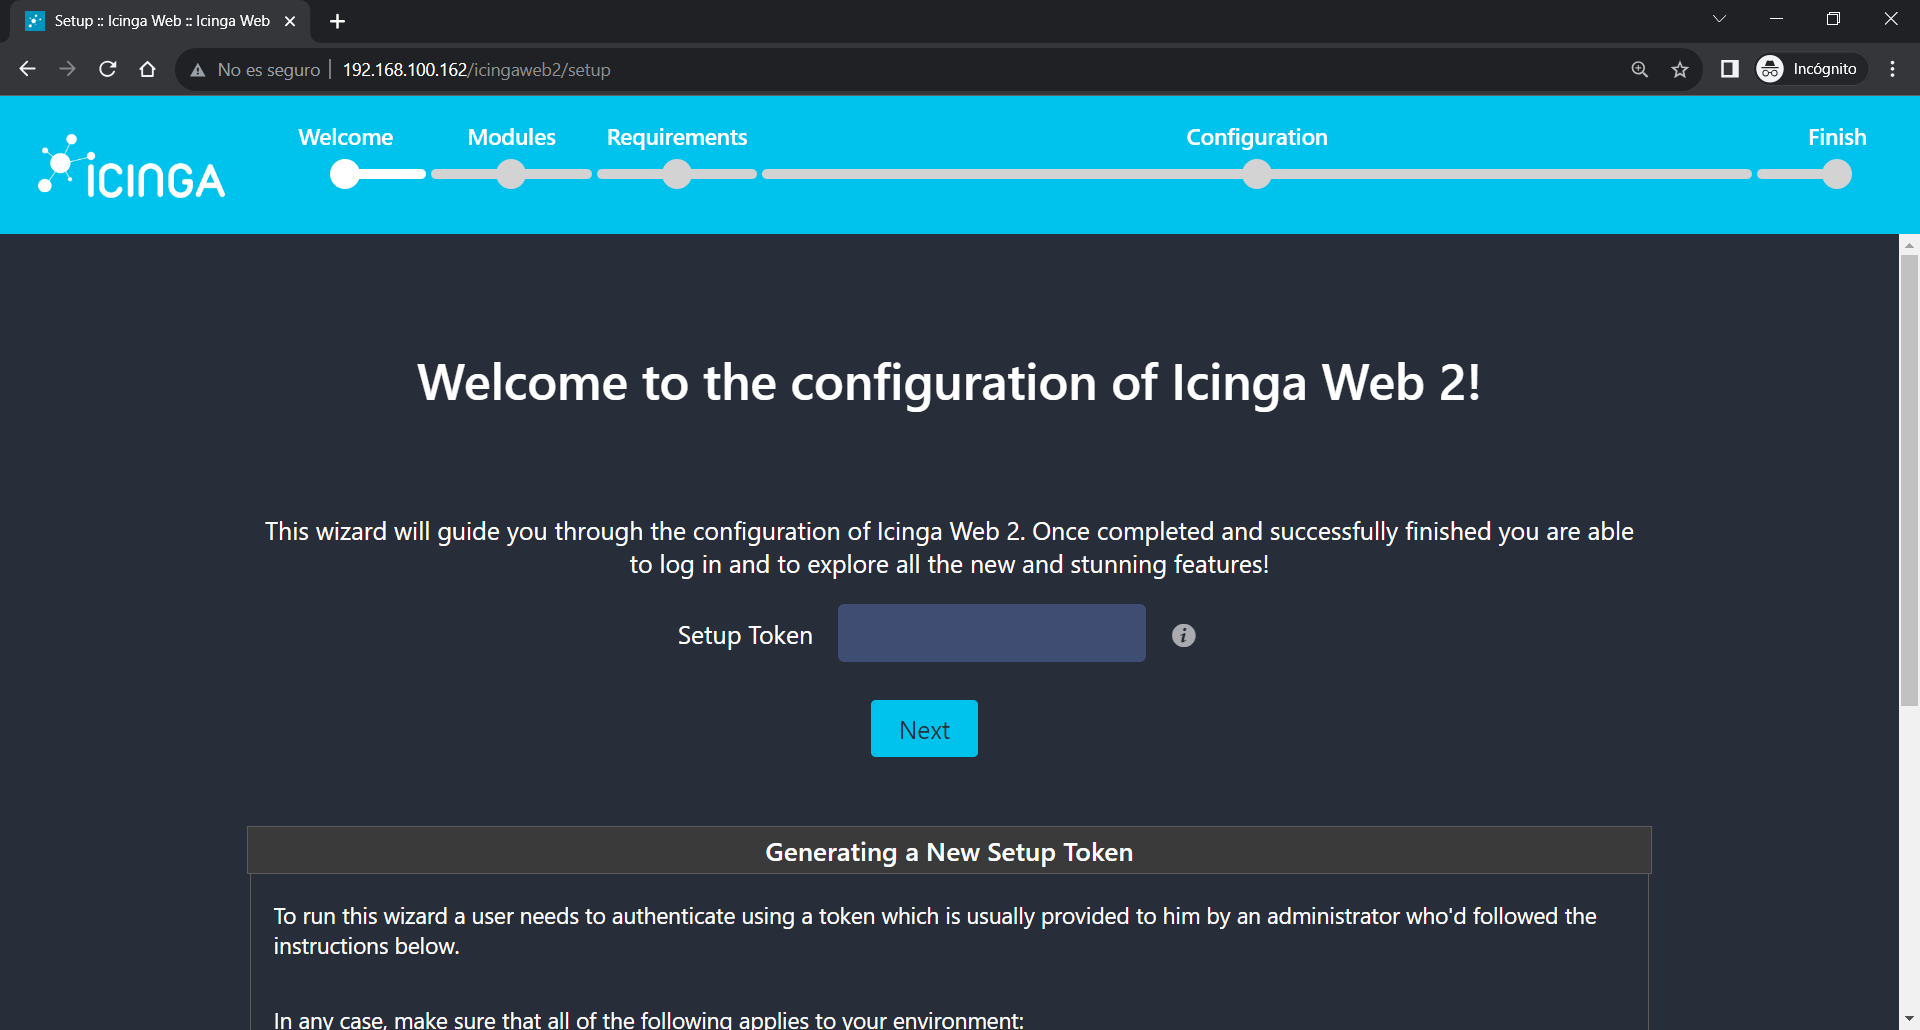 Setup :: Icinga Web :: Icinga Web
No es seguro
192.168.100.162/icingaweb2/setup
Incógnito
ICINGA
Welcome
Modules
Requirements
Configuration
Finish
Welcome to the configuration of Icinga Web 2!
This wizard will guide you through the configuration of Icinga Web 2. Once completed and successfully finished you are able
to log in and to explore all the new and stunning features!
Setup Token
Next
Generating a New Setup Token
To run this wizard a user needs to authenticate using a token which is usually provided to him by an administrator who'd followed the
instructions below.
In any case, make sure that all of the following applies to your environment: